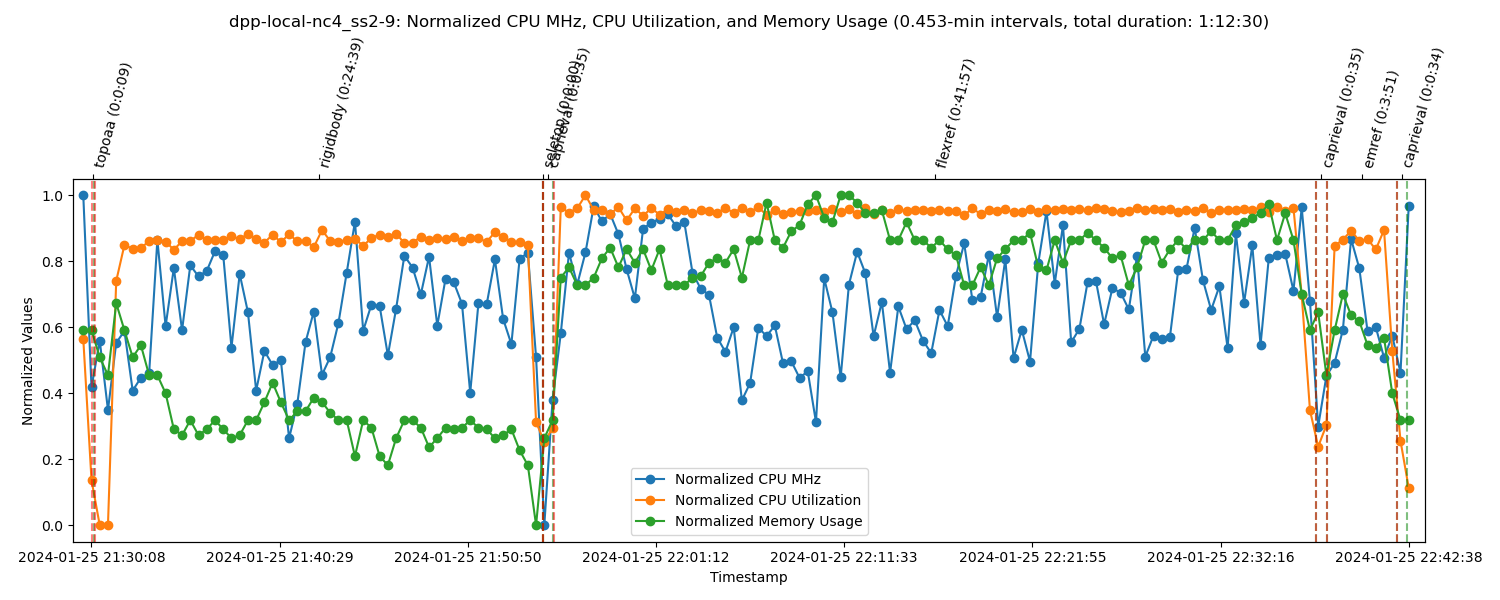 dpp-local-nc4_ss2-9: Normalized CPU MHz, CPU Utilization, and Memory Usage (0.453-min intervals, total duration: 1:12:30)
topoaa (0:0:09)
rigidbody (0:24:39)
seletop (0:0:00)
caprieval (0:0:35)
flexref (0:41:57)
caprieval (0:0:35)
emref (0:3:51)
caprieval (0:0:34)
Normalized Values
1.0
0.8
0.6
0.4
0.2
0.0
Normalized CPU MHz
Normalized CPU Utilization
Normalized Memory Usage
2024-01-25 21:30:08
2024-01-25 21:40:29
2024-01-25 21:50:50
2024-01-25 22:01:12
2024-01-25 22:11:33
2024-01-25 22:21:55
2024-01-25 22:32:16
2024-01-25 22:42:38
Timestamp